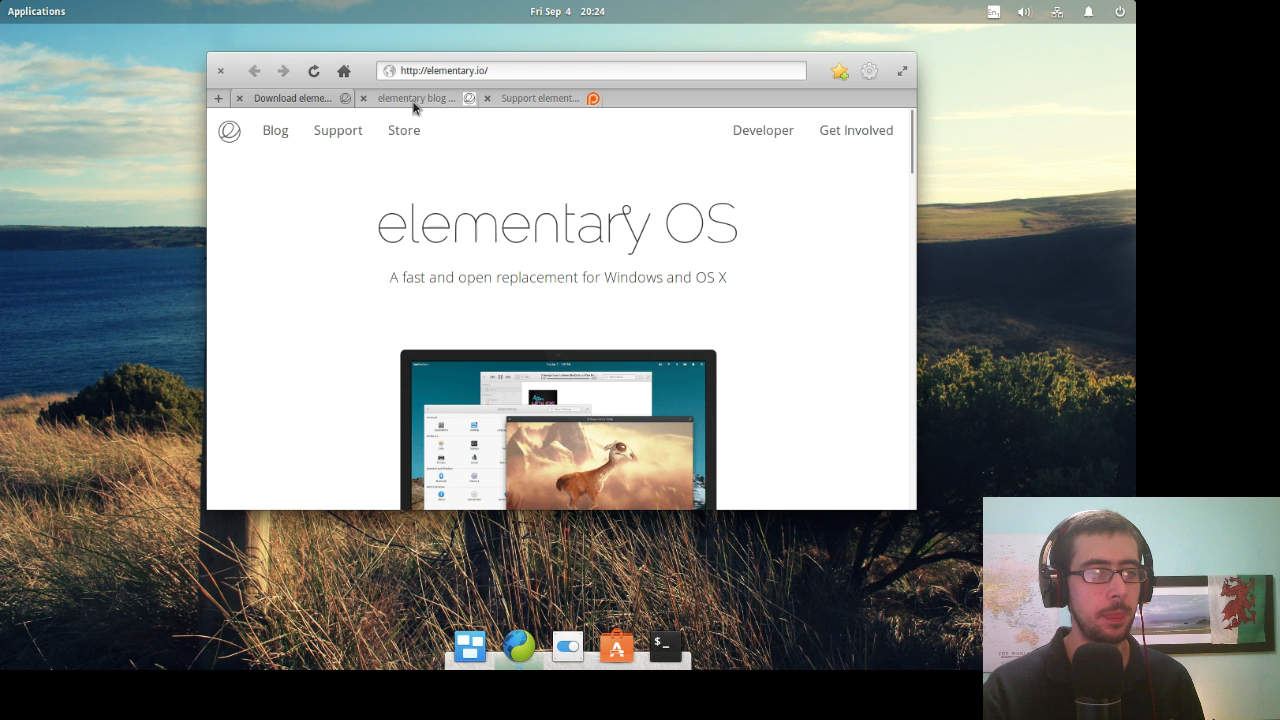 Applications
Fri Sep 4 20:24
En1
http://elementary.io/
Download eleme...
elementary blog ...
Support element...
Blog
Support
Store
Developer
Get Involved
elementary OS
A fast and open replacement for Windows and OS X
$_